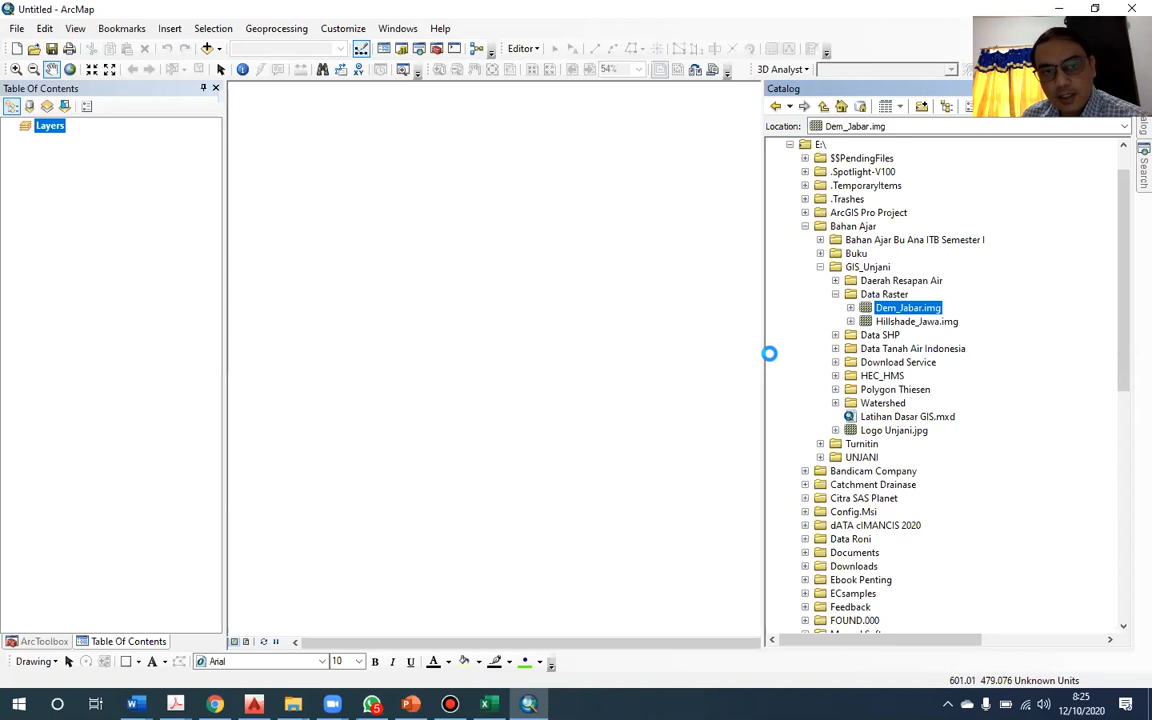 Untitled - ArcMap
File Edit View Bookmarks Insert Selection Geoprocessing Customize Windows Help
Editor
54%
3D Analyst
Table Of Contents
Layers
Catalog
Location: Dem_Jabar.img
E:\
$$PendingFiles
.Spotlight-V100
.TemporaryItems
.Trashes
ArcGIS Pro Project
Bahan Ajar
Bahan Ajar Bu Ana ITB Semester I
Buku
GIS_Unjani
Daerah Resapan Air
Data Raster
Dem_Jabar.img
Hillshade_Jawa.img
Data SHP
Data Tanah Air Indonesia
Download Service
HEC_HMS
Polygon Thiesen
Watershed
Latihan Dasar GIS.mxd
Logo Unjani.jpg
Turnitin
UNJANI
Bandicam Company
Catchment Drainase
Citra SAS Planet
Config.Msi
dATA cIMANCIS 2020
Data Roni
Documents
Downloads
Ebook Penting
ECsamples
Feedback
FOUND.000
Search
ArcToolbox Table Of Contents
Drawing A Arial 10 B I U A
601.01 479.076 Unknown Units
8:25
12/10/2020